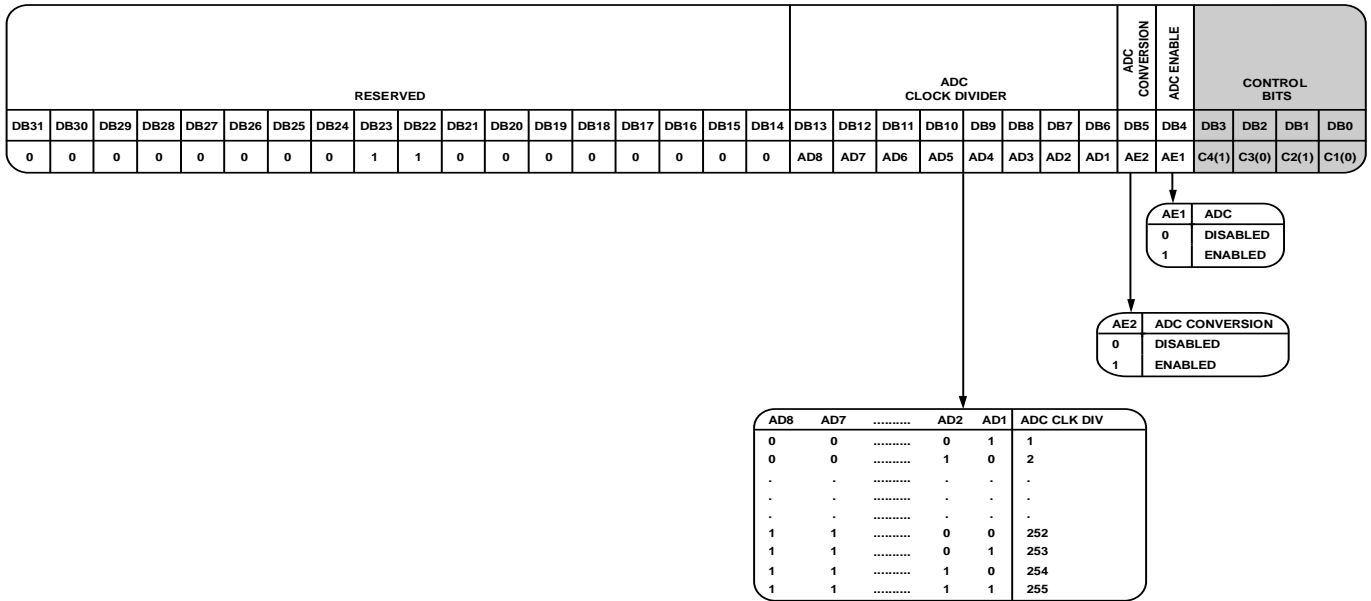 RESERVED
ADC
CLOCK DIVIDER
ADC
CONVERSION
ADC ENABLE
CONTROL
BITS
DB31 DB30 DB29 DB28 DB27 DB26 DB25 DB24 DB23 DB22 DB21 DB20 DB19 DB18 DB17 DB16 DB15 DB14 DB13 DB12 DB11 DB10 DB9 DB8 DB7 DB6 DB5 DB4 DB3 DB2 DB1 DB0
0 0 0 0 0 0 0 0 1 1 0 0 0 0 0 0 0 0 AD8 AD7 AD6 AD5 AD4 AD3 AD2 AD1 AE2 AE1 C4(1) C3(0) C2(1) C1(0)
AE1 ADC
0 DISABLED
1 ENABLED
AE2 ADC CONVERSION
0 DISABLED
1 ENABLED
AD8 AD7 .......... AD2 AD1 ADC CLK DIV
0 0 .......... 0 1 1
0 0 .......... 1 0 2
. . .......... . . .
. . .......... . . .
. . .......... . . .
1 1 .......... 0 0 252
1 1 .......... 0 1 253
1 1 .......... 1 0 254
1 1 .......... 1 1 255